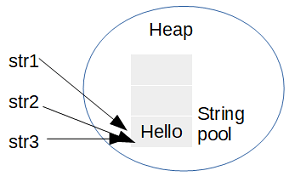 Heap
str1
str2
str3
Hello
String
pool